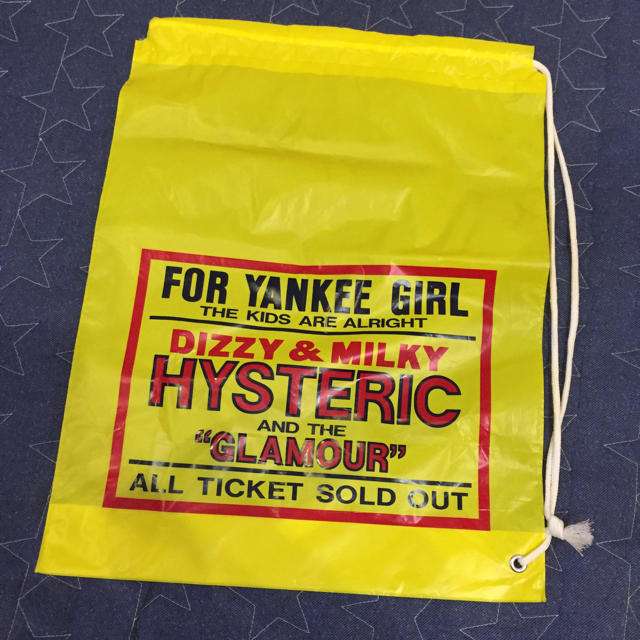 FOR YANKEE GIRL
THE KIDS ARE ALRIGHT
DIZZY & MILKY
HYSTERIC
AND THE
"GLAMOUR"
ALL TICKET SOLD OUT